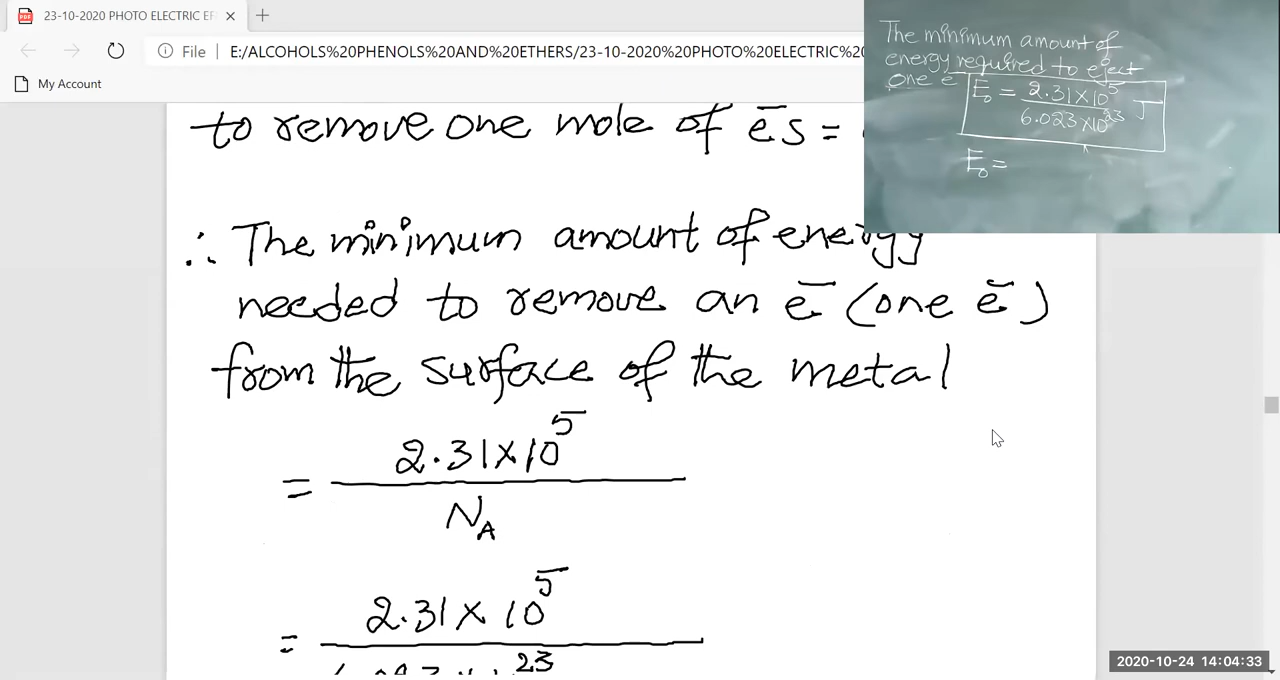 23-10-2020 PHOTO ELECTRIC
File E:/ALCOHOLS%20PHENOLS%20AND%20ETHERS/23-10-2020%20PHOTO%20ELECTRIC%20
My Account
The minimum amount of
energy required to eject
one e⁻
E₀ = 2.31×10⁵ / 6.023×10²³ J
E₀ =
to remove one mole of e⁻s =
∴ The minimum amount of energy
needed to remove an e⁻ (one e⁻)
from the surface of the metal
= 2.31×10⁵ / N_A
= 2.31×10⁵
23
2020-10-24 14:04:33